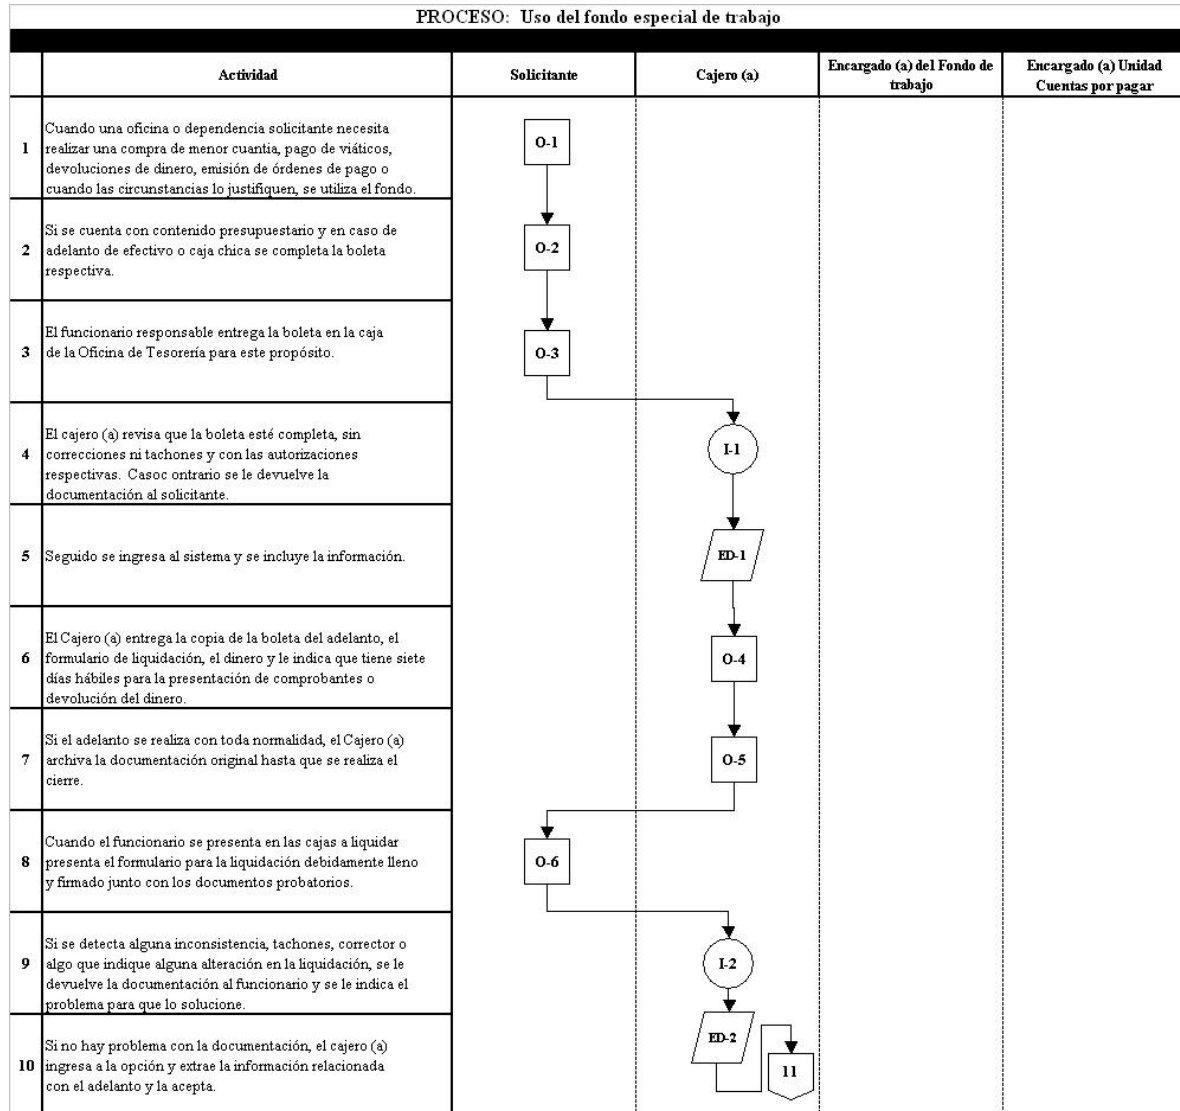 PROCESO: Uso del fondo especial de trabajo
Actividad
Solicitante
Cajero (a)
Encargado (a) del Fondo de
trabajo
Encargado (a) Unidad
Cuentas por pagar
1
Cuando una oficina o dependencia solicitante necesita
realizar una compra de menor cuantia, pago de viáticos,
devoluciones de dinero, emisión de órdenes de pago o
cuando las circunstancias lo justifiquen, se utiliza el fondo.
O-1
2
Si se cuenta con contenido presupuestario y en caso de
adelanto de efectivo o caja chica se completa la boleta
respectiva.
O-2
3
El funcionario responsable entrega la boleta en la caja
de la Oficina de Tesorería para este propósito.
O-3
4
El cajero (a) revisa que la boleta esté completa, sin
correcciones ni tachones y con las autorizaciones
respectivas. Casoc ontrario se le devuelve la
documentación al solicitante.
I-1
5
Seguido se ingresa al sistema y se incluye la información.
ED-1
6
El Cajero (a) entrega la copia de la boleta del adelanto, el
formulario de liquidación, el dinero y le indica que tiene siete
días hábiles para la presentación de comprobantes o
devolución del dinero.
O-4
7
Si el adelanto se realiza con toda normalidad, el Cajero (a)
archiva la documentación original hasta que se realiza el
cierre.
O-5
8
Cuando el funcionario se presenta en las cajas a liquidar
presenta el formulario para la liquidación debidamente lleno
y firmado junto con los documentos probatorios.
O-6
9
Si se detecta alguna inconsistencia, tachones, corrector o
algo que indique alguna alteración en la liquidación, se le
devuelve la documentación al funcionario y se le indica el
problema para que lo solucione.
I-2
10
Si no hay problema con la documentación, el cajero (a)
ingresa a la opción y extrae la información relacionada
con el adelanto y la acepta.
ED-2
11